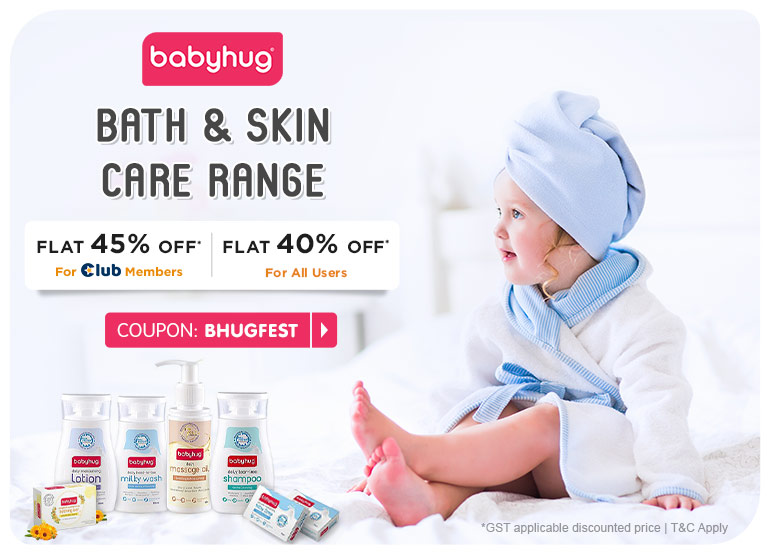 babyhug
BATH & SKIN
CARE RANGE
FLAT 45% OFF*
For Club Members
FLAT 40% OFF*
For All Users
COUPON: BHUGFEST
babyhug
Lotion
babyhug
milky wash
babyhug
massage oil
babyhug
shampoo
babyhug
babyhug
*GST applicable discounted price | T&C Apply